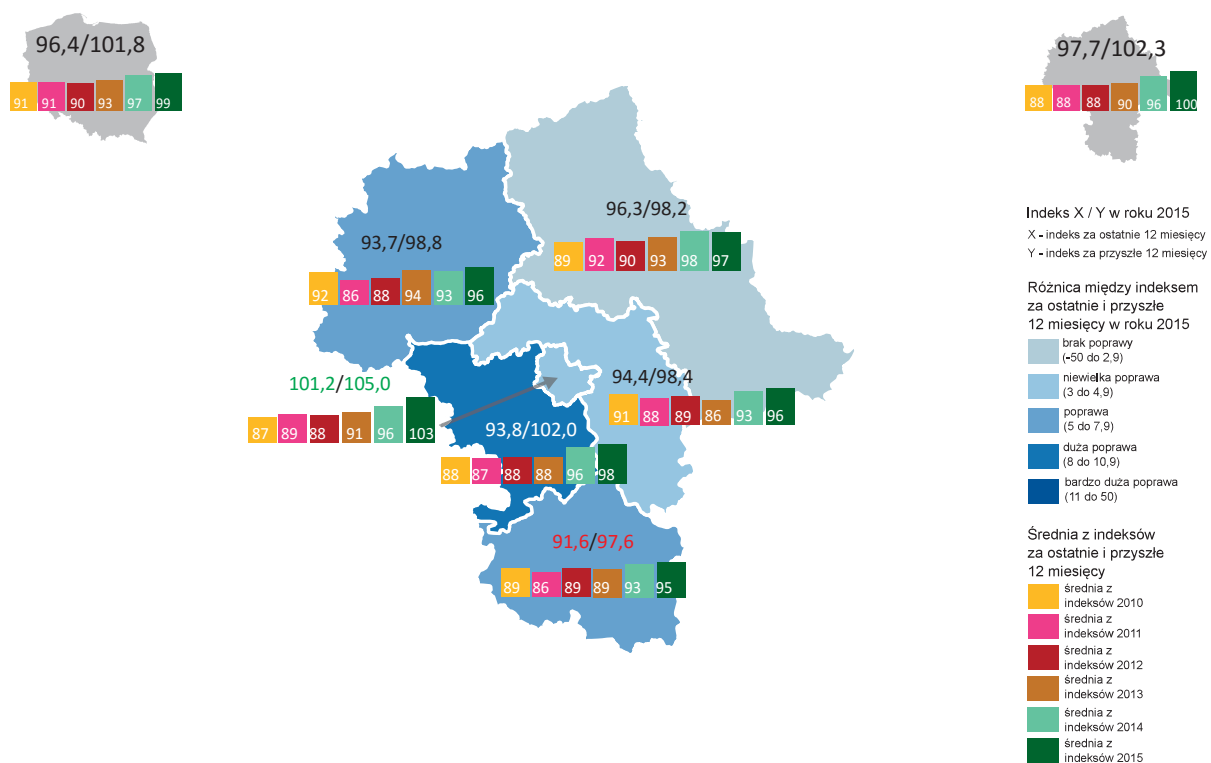 96,4/101,8
91 91 90 93 97 99
97,7/102,3
88 88 88 90 96 100
96,3/98,2
89 92 90 93 98 97
93,7/98,8
92 86 88 94 93 96
94,4/98,4
91 88 89 86 93 96
101,2/105,0
87 89 88 91 96 103
93,8/102,0
88 87 88 88 96 98
91,6/97,6
89 86 89 89 93 95
Indeks X / Y w roku 2015
X - indeks za ostatnie 12 miesięcy
Y - indeks za przyszłe 12 miesięcy
Różnica między indeksem
za ostatnie i przyszłe
12 miesięcy w roku 2015
brak poprawy
(-50 do 2,9)
niewielka poprawa
(3 do 4,9)
poprawa
(5 do 7,9)
duża poprawa
(8 do 10,9)
bardzo duża poprawa
(11 do 50)
Średnia z indeksów
za ostatnie i przyszłe
12 miesięcy
średnia z
indeksów 2010
średnia z
indeksów 2011
średnia z
indeksów 2012
średnia z
indeksów 2013
średnia z
indeksów 2014
średnia z
indeksów 2015